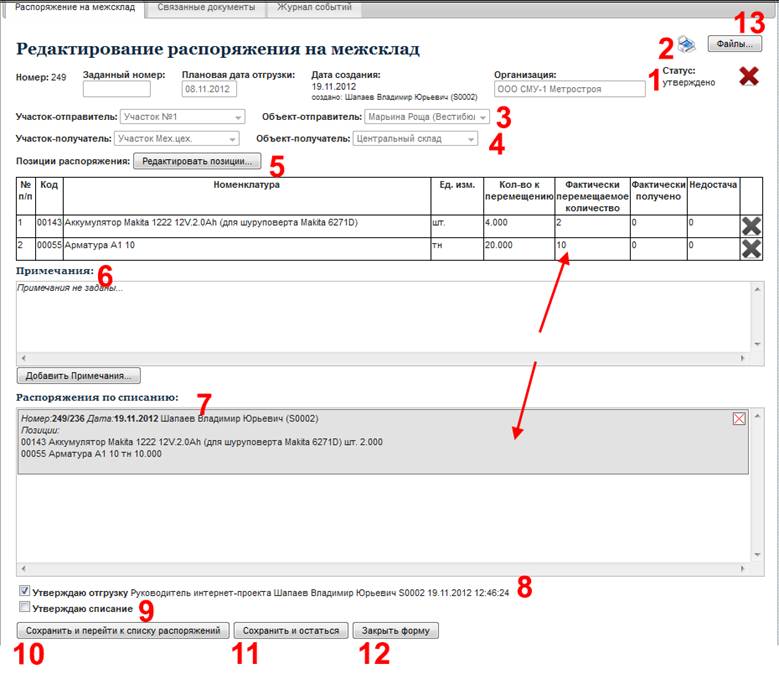 Распоряжение на межсклад Связанные документы Журнал событий
13
Редактирование распоряжения на межсклад 2 Файлы...
Номер: 249 Заданный номер: Плановая дата отгрузки: Дата создания: Организация: 1 Статус:
08.11.2012 19.11.2012 ООО СМУ-1 Метростроя утверждено
создано: Шапаев Владимир Юрьевич (S0002)
Участок-отправитель: Участок №1 Объект-отправитель: Марьина Роща (Вестибюл 3
Участок-получатель: Участок Мех.цех. Объект-получатель: Центральный склад 4
Позиции распоряжения: Редактировать позиции... 5
№ п/п Код Номенклатура Ед. изм. Кол-во к перемещению Фактически перемещаемое количество Фактически получено Недостача
1 00143 Аккумулятор Makita 1222 12V.2.0Ah (для шуруповерта Makita 6271D) шт. 4.000 2 0 0
2 00055 Арматура А1 10 тн 20.000 10 0 0
Примечания: 6
Примечания не заданы...
Добавить Примечания...
Распоряжения по списанию: 7
Номер:249/236 Дата:19.11.2012 Шапаев Владимир Юрьевич (S0002)
Позиции:
00143 Аккумулятор Makita 1222 12V.2.0Ah (для шуруповерта Makita 6271D) шт. 2.000
00055 Арматура А1 10 тн 10.000
Утверждаю отгрузку Руководитель интернет-проекта Шапаев Владимир Юрьевич S0002 19.11.2012 12:46:24 8
Утверждаю списание 9
Сохранить и перейти к списку распоряжений Сохранить и остаться Закрыть форму
10 11 12